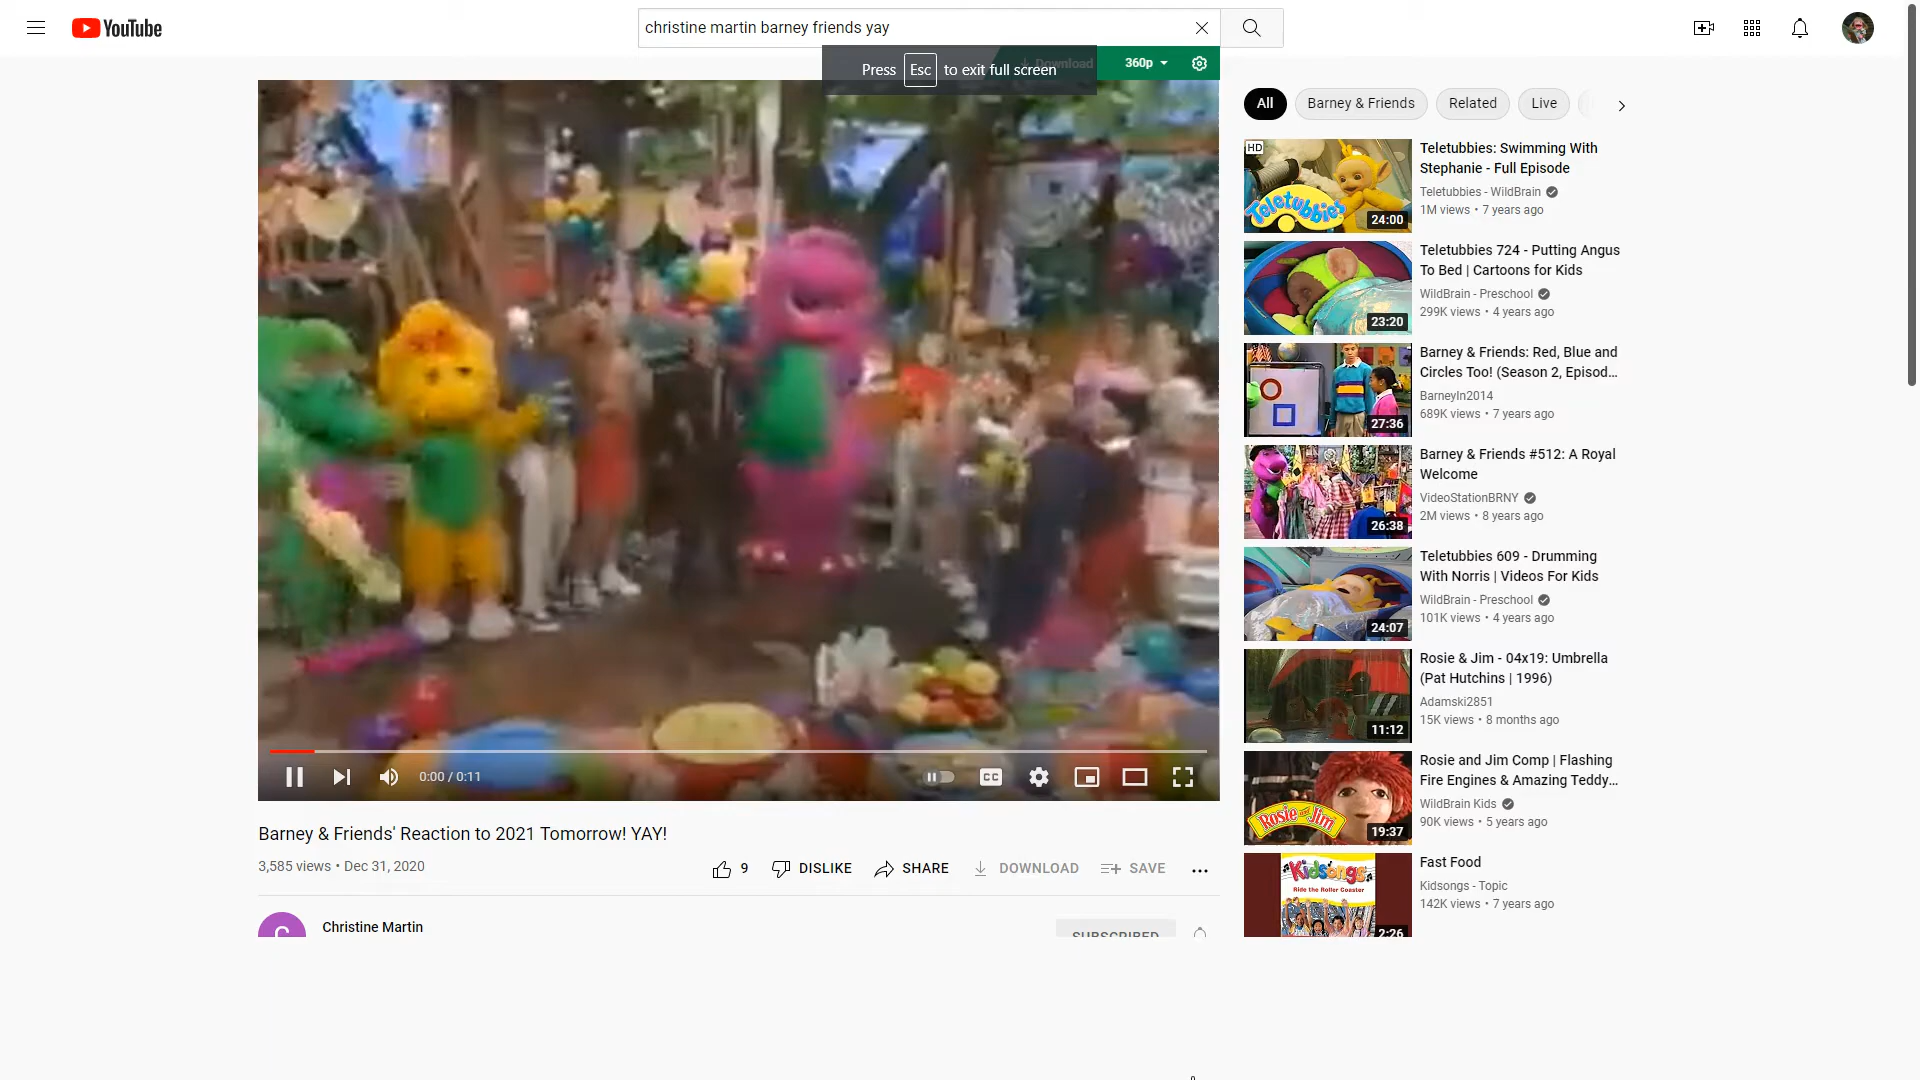 YouTube
christine martin barney friends yay
Press Esc to exit full screen
Download
360p
All
Barney & Friends
Related
Live
HD
Teletubbies
24:00
Teletubbies: Swimming With
Stephanie - Full Episode
Teletubbies - WildBrain
1M views • 7 years ago
23:20
Teletubbies 724 - Putting Angus
To Bed | Cartoons for Kids
WildBrain - Preschool
299K views • 4 years ago
27:36
Barney & Friends: Red, Blue and
Circles Too! (Season 2, Episod...
BarneyIn2014
689K views • 7 years ago
26:38
Barney & Friends #512: A Royal
Welcome
VideoStationBRNY
2M views • 8 years ago
24:07
Teletubbies 609 - Drumming
With Norris | Videos For Kids
WildBrain - Preschool
101K views • 4 years ago
11:12
Rosie & Jim - 04x19: Umbrella
(Pat Hutchins | 1996)
Adamski2851
15K views • 8 months ago
Rosie and Jim
19:37
Rosie and Jim Comp | Flashing
Fire Engines & Amazing Teddy...
WildBrain Kids
90K views • 5 years ago
Kidsongs
Ride the Roller Coaster
2:26
Fast Food
Kidsongs - Topic
142K views • 7 years ago
0:00 / 0:11
CC
Barney & Friends' Reaction to 2021 Tomorrow! YAY!
3,585 views • Dec 31, 2020
9
DISLIKE
SHARE
DOWNLOAD
SAVE
C
Christine Martin
SUBSCRIBED